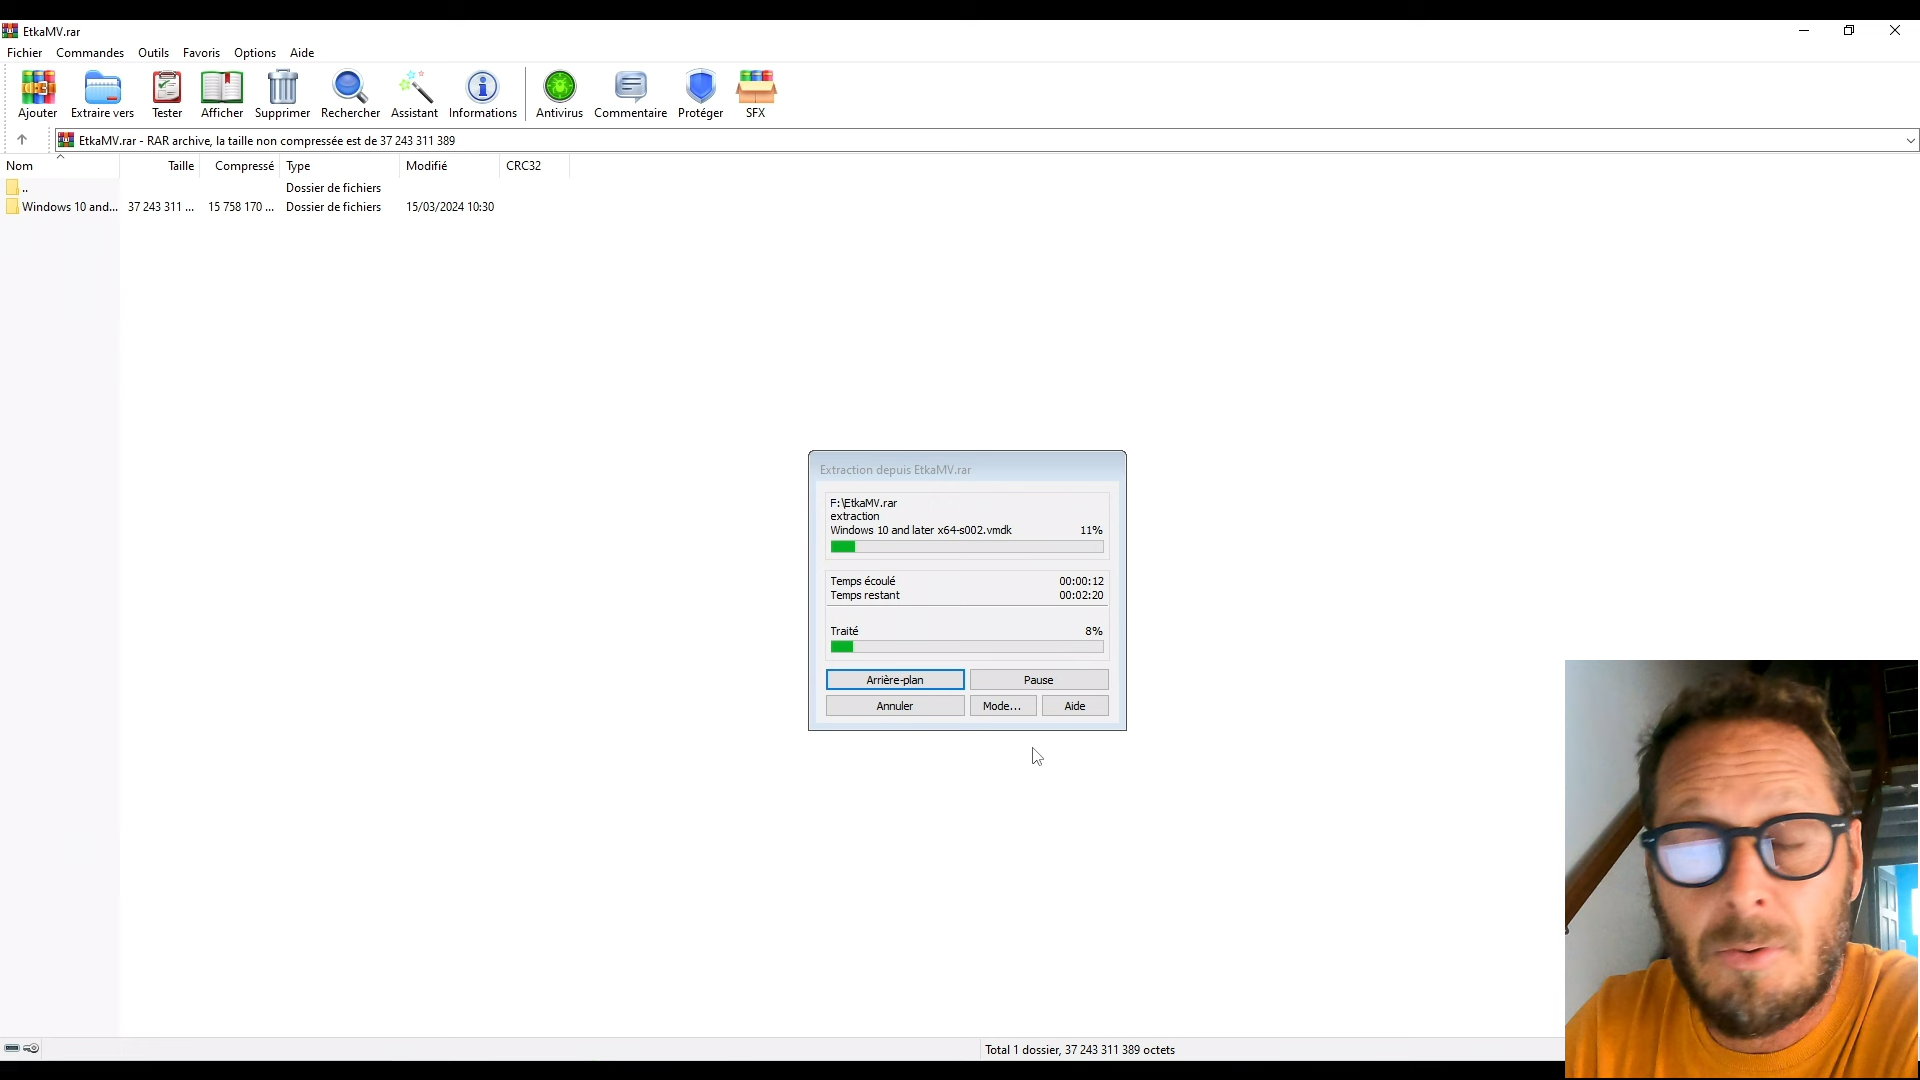 EtkaMV.rar
Fichier Commandes Outils Favoris Options Aide
Ajouter Extraire vers Tester Afficher Supprimer Rechercher Assistant Informations Antivirus Commentaire Protéger SFX
EtkaMV.rar - RAR archive, la taille non compressée est de 37 243 311 389
Nom Taille Compressé Type Modifié CRC32
.. Dossier de fichiers
Windows 10 and... 37 243 311 ... 15 758 170 ... Dossier de fichiers 15/03/2024 10:30
Extraction depuis EtkaMV.rar
F:\EtkaMV.rar
extraction
Windows 10 and later x64-s002.vmdk 11%
Temps écoulé 00:00:12
Temps restant 00:02:20
Traité 8%
Arrière-plan Pause
Annuler Mode... Aide
Total 1 dossier, 37 243 311 389 octets